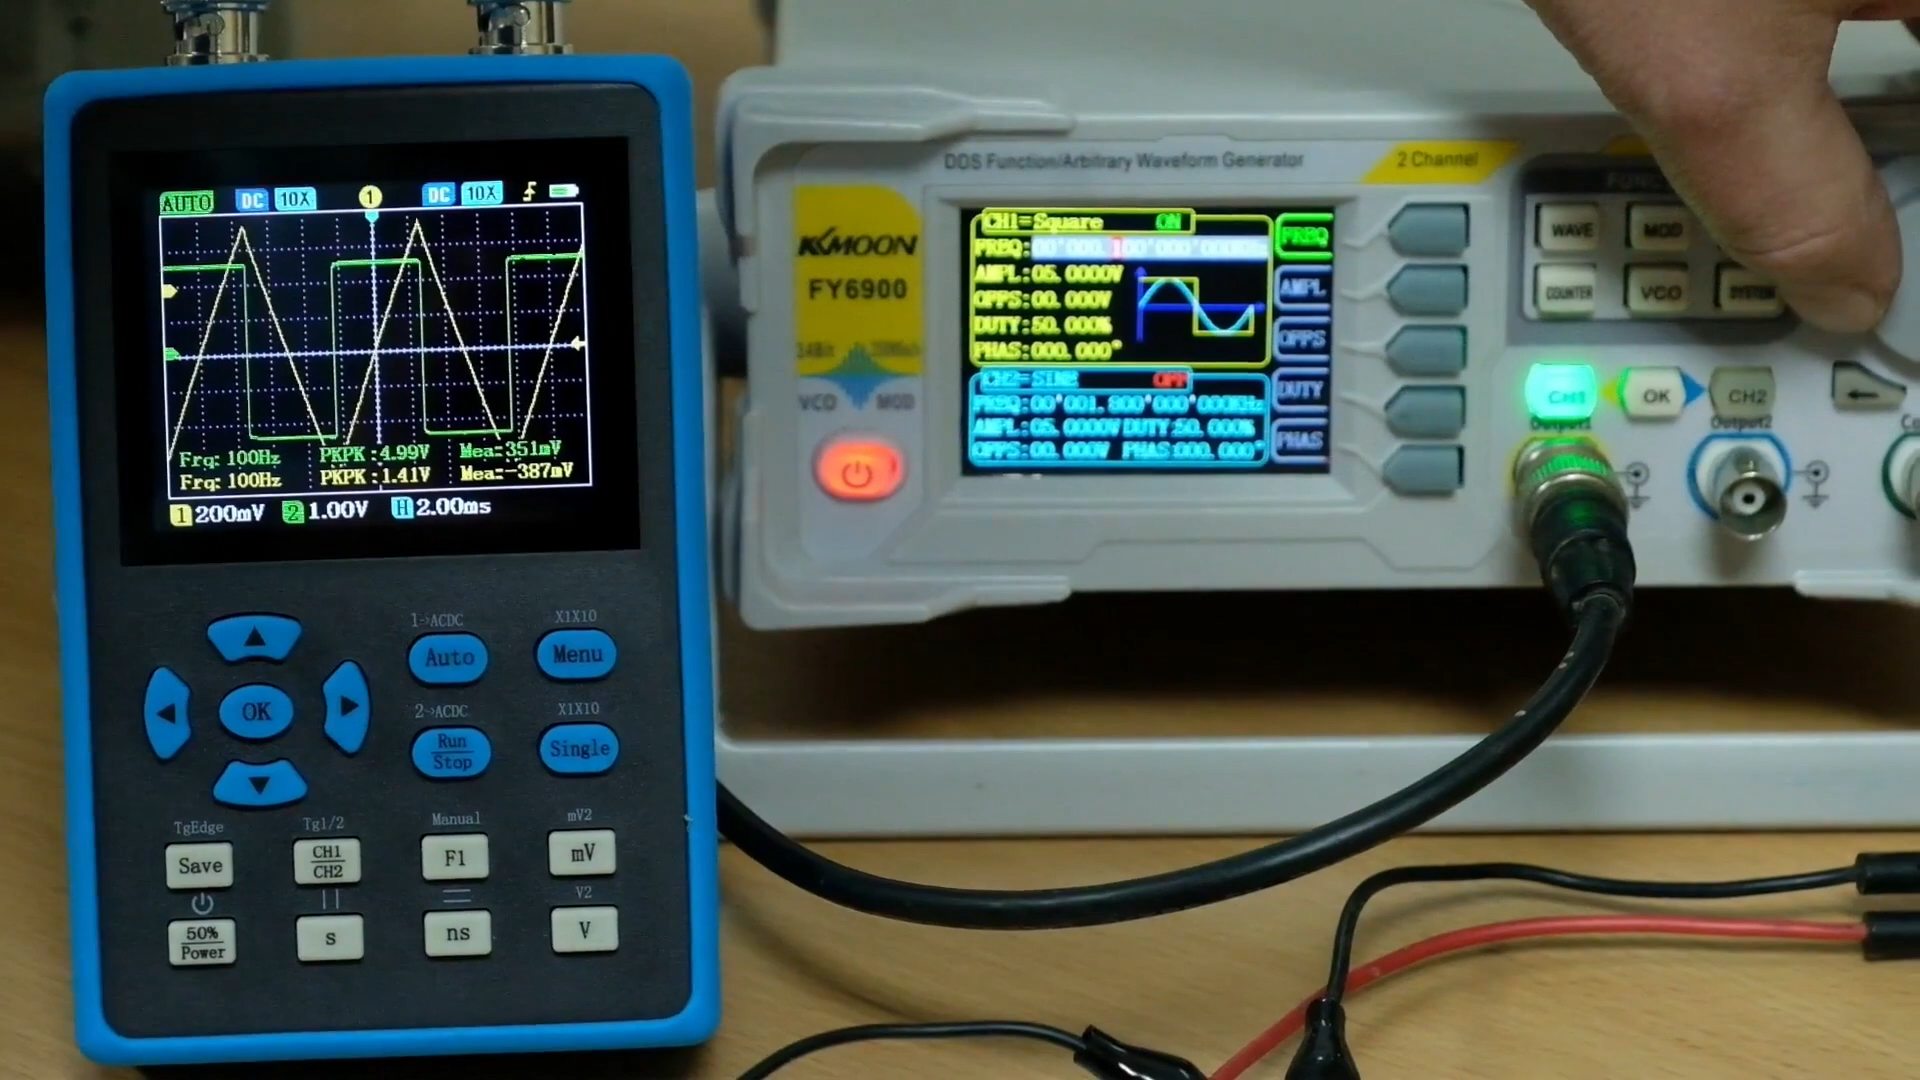 AUTO DC 10X 1 DC 10X
Frq: 100Hz PKPK:4.99V Mea:351mV
Frq: 100Hz PKPK:1.41V Mea:-387mV
1 200mV 2 1.00V H 2.00ms
1->ACDC X1X10
Auto Menu
OK
2->ACDC X1X10
Run
Stop
Single
TgEdge Tg1/2 Manual mV2
Save CH1
CH2
F1 mV
V2
50%
Power
s ns V
DDS Function/Arbitrary Waveform Generator 2 Channel
KKMOON
FY6900
VCO MOD
CH1=Square ON
AMPL:05.0000V
OFFS:00.000V
DUTY:50.000%
PHAS:000.000°
CH2=SINE OFF
FREQ:00'001.800'000'000KHz
AMPL:05.0000V DUTY:50.000%
OFFS:00.000V PHAS:000.000°
FREQ
AMPL
OFFS
DUTY
PHAS
WAVE MOD
COUNTER VCO SYSTEM
CH1 OK CH2
Output1 Output2